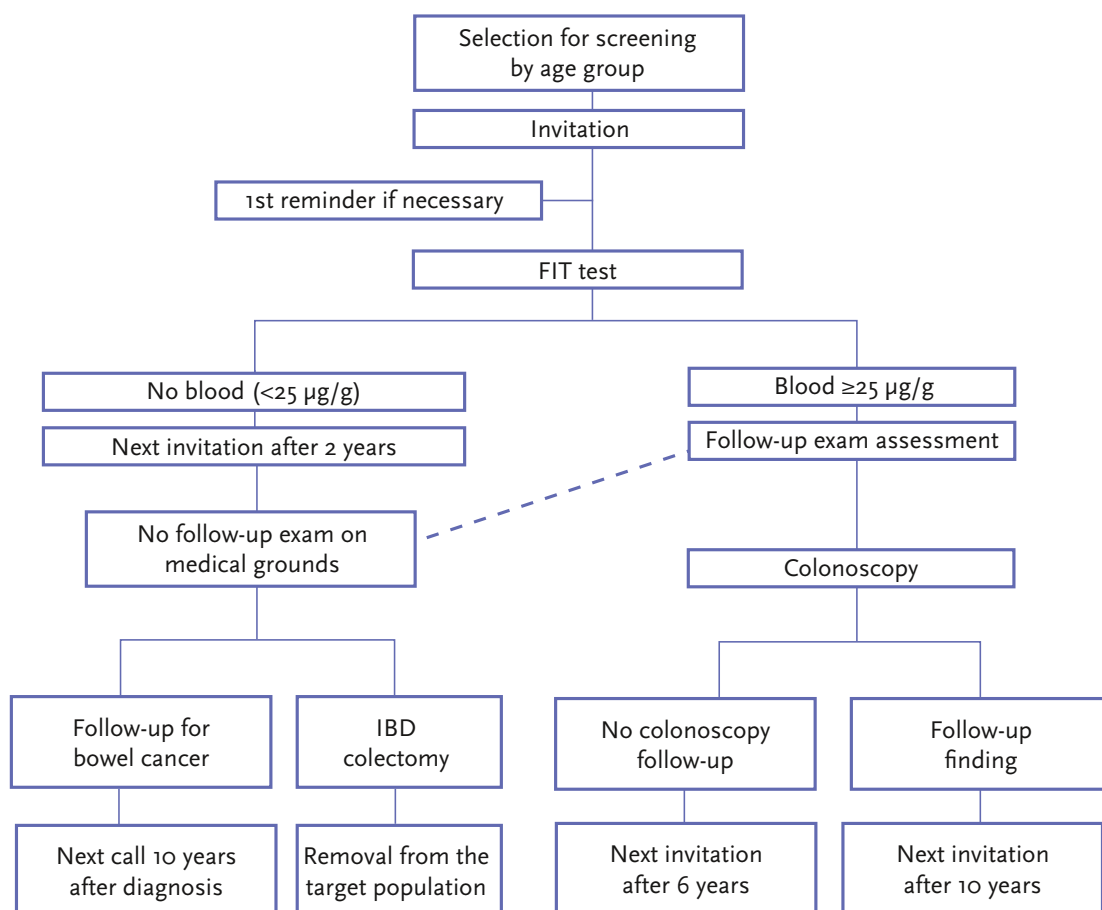 Selection for screening
by age group
Invitation
1st reminder if necessary
FIT test
No blood (<25 µg/g)
Next invitation after 2 years
No follow-up exam on
medical grounds
Follow-up for
bowel cancer
Next call 10 years
after diagnosis
IBD
colectomy
Removal from the
target population
Blood ≥25 µg/g
Follow-up exam assessment
Colonoscopy
No colonoscopy
follow-up
Next invitation
after 6 years
Follow-up
finding
Next invitation
after 10 years